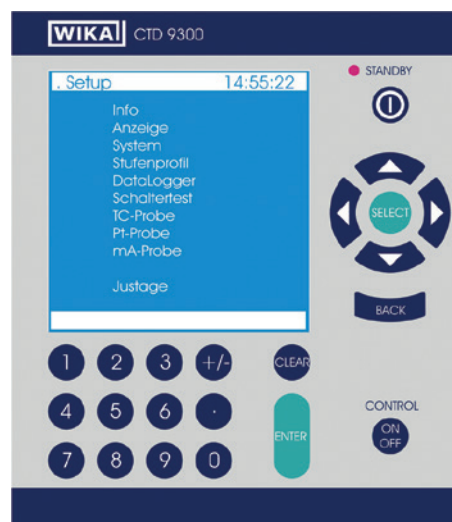 WIKA CTD 9300
. Setup 14:55:22
Info
Anzeige
System
Stufenprofil
DataLogger
Schaltertest
TC-Probe
Pt-Probe
mA-Probe
Justage
STANDBY
SELECT
BACK
1 2 3 +/- CLEAR
4 5 6 .
7 8 9 0
ENTER
CONTROL
ON
OFF